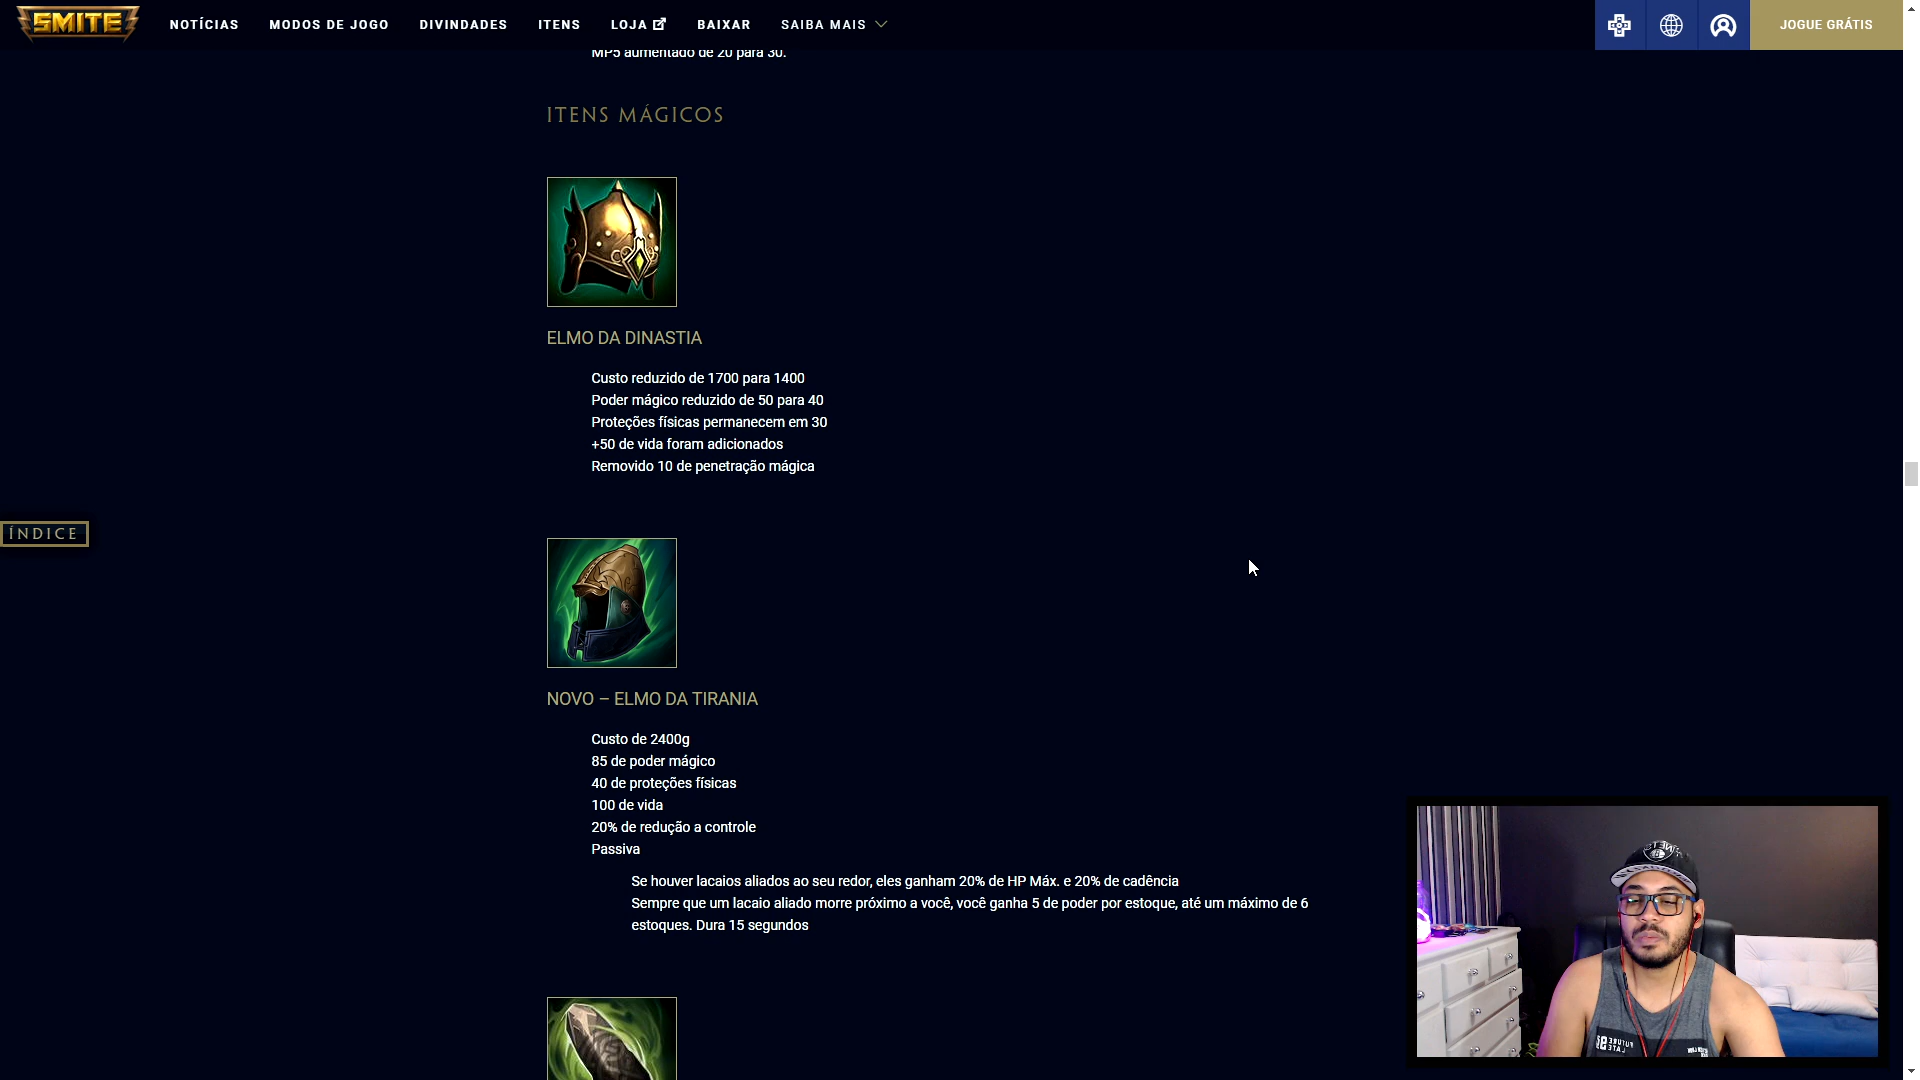 SMITE
NOTÍCIAS
MODOS DE JOGO
DIVINDADES
ITENS
LOJA
BAIXAR
SAIBA MAIS
JOGUE GRÁTIS
MP5 aumentado de 20 para 30.
ITENS MÁGICOS
ELMO DA DINASTIA
Custo reduzido de 1700 para 1400
Poder mágico reduzido de 50 para 40
Proteções físicas permanecem em 30
+50 de vida foram adicionados
Removido 10 de penetração mágica
ÍNDICE
NOVO – ELMO DA TIRANIA
Custo de 2400g
85 de poder mágico
40 de proteções físicas
100 de vida
20% de redução a controle
Passiva
Se houver lacaios aliados ao seu redor, eles ganham 20% de HP Máx. e 20% de cadência
Sempre que um lacaio aliado morre próximo a você, você ganha 5 de poder por estoque, até um máximo de 6
estoques. Dura 15 segundos
NETS
FUTURE
LATE